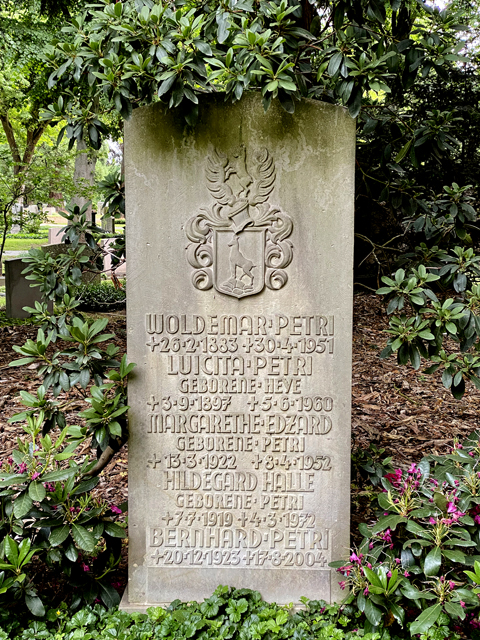 WOLDEMAR·PETRI
✶26·2·1883 ✝30·4·1951
LUICITA·PETRI
GEBORENE·HEYE
✶3·9·1897 ✝5·6·1960
MARGARETHE·EDZARD
GEBORENE·PETRI
✶13·3·1922 ✝8·4·1952
HILDEGARD HALLE
GEBORENE·PETRI
✶7·7·1919 ✝4·3·1972
BERNHARD·PETRI
✶20·12·1923 ✝17·8·2004